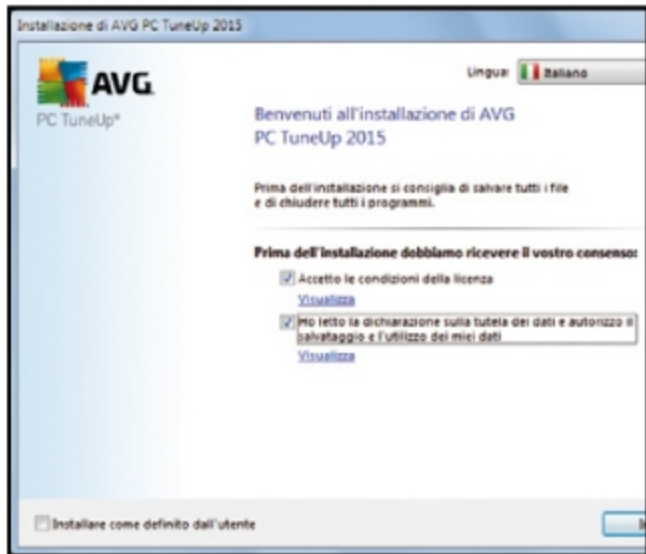 Installazione di AVG PC TuneUp 2015
AVG
PC TuneUp®
Lingua: Italiano
Benvenuti all'installazione di AVG
PC TuneUp 2015
Prima dell'installazione si consiglia di salvare tutti i file
e di chiudere tutti i programmi.
Prima dell'installazione dobbiamo ricevere il vostro consenso:
Accetto le condizioni della licenza
Visualizza
Ho letto la dichiarazione sulla tutela dei dati e autorizzo il
salvataggio e l'utilizzo dei miei dati
Visualizza
Installare come definito dall'utente